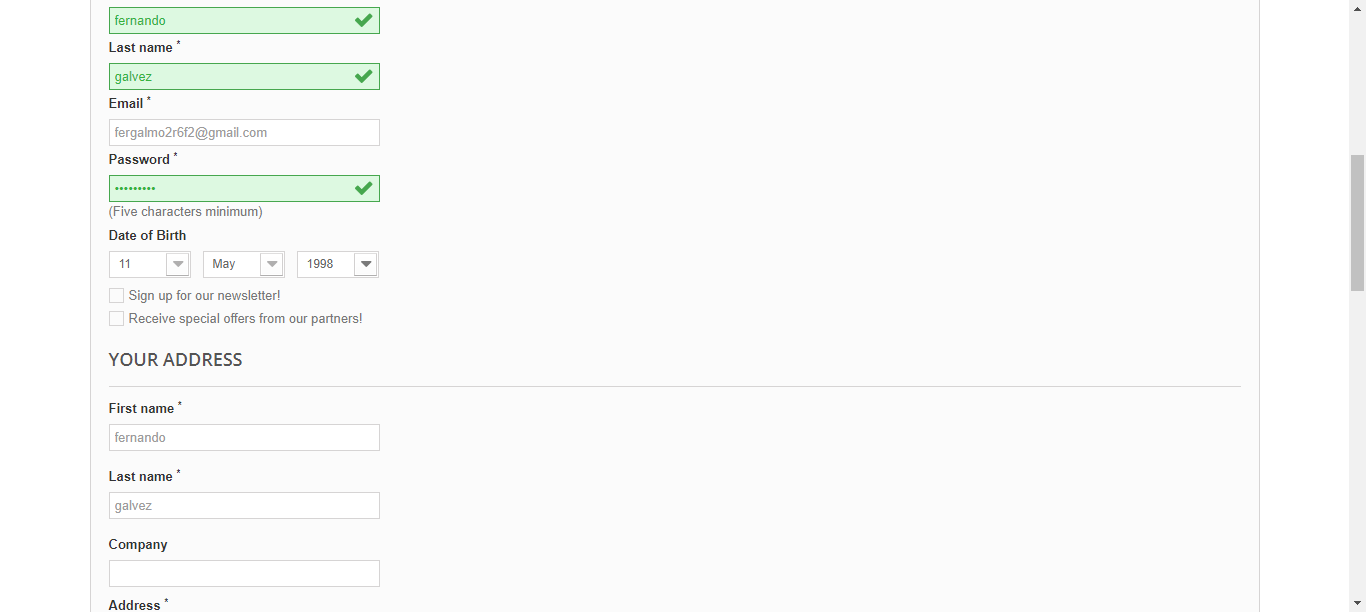 fernando
Last name *
galvez
Email *
fergalmo2r6f2@gmail.com
Password *
•••••••••
(Five characters minimum)
Date of Birth
11 May 1998
Sign up for our newsletter!
Receive special offers from our partners!
YOUR ADDRESS
First name *
fernando
Last name *
galvez
Company
Address *